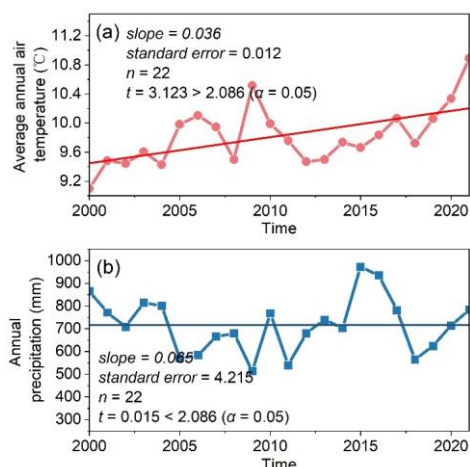 (a)
slope = 0.036
standard error = 0.012
n = 22
t = 3.123 > 2.086 (α = 0.05)
Average annual air
temperature (℃)
11.2
10.8
10.4
10.0
9.6
9.2
2000 2005 2010 2015 2020
Time
(b)
Annual
precipitation (mm)
1000
900
800
700
600
500
400
300
slope = 0.065
standard error = 4.215
n = 22
t = 0.015 < 2.086 (α = 0.05)
2000 2005 2010 2015 2020
Time